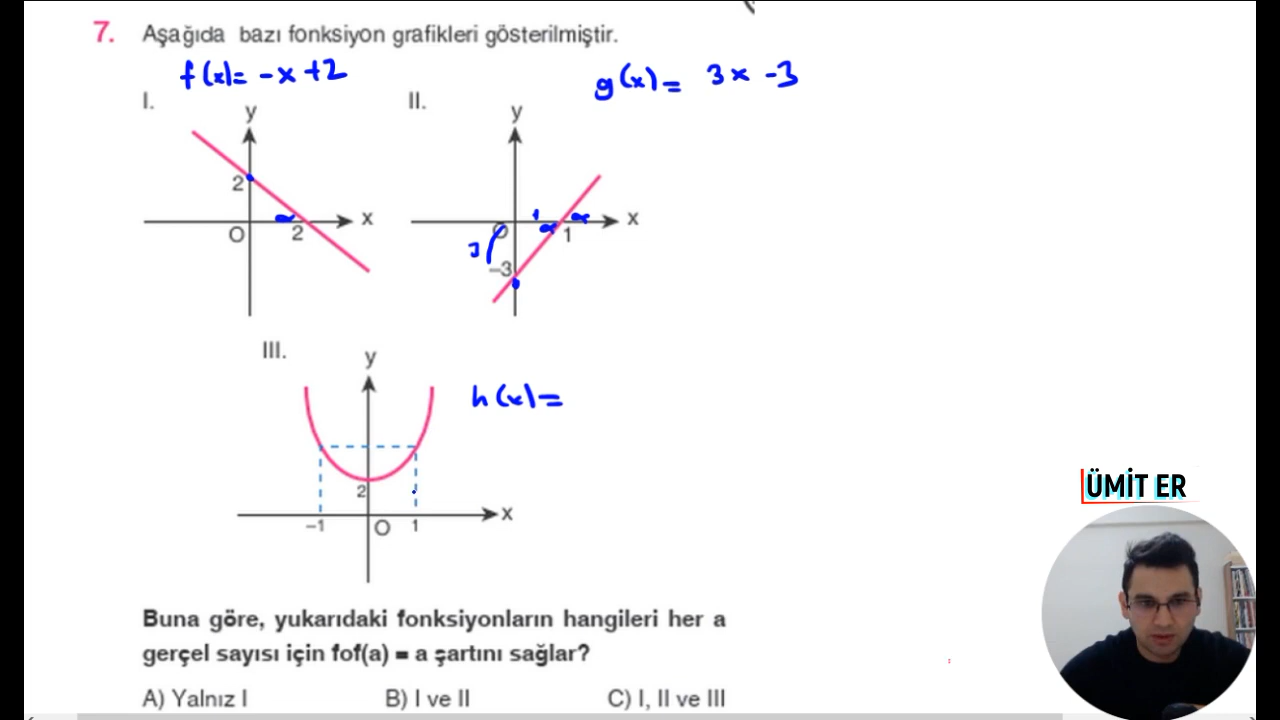 7. Aşağıda bazı fonksiyon grafikleri gösterilmiştir.
f(x)= -x+2
g(x)= 3x-3
I.
II.
y
y
2
x
x
O
2
O
1
1
3
-3
III.
y
h(x)=
2
x
-1
O
1
ÜMİT ER
Buna göre, yukarıdaki fonksiyonların hangileri her a
gerçel sayısı için fof(a) = a şartını sağlar?
A) Yalnız I
B) I ve II
C) I, II ve III